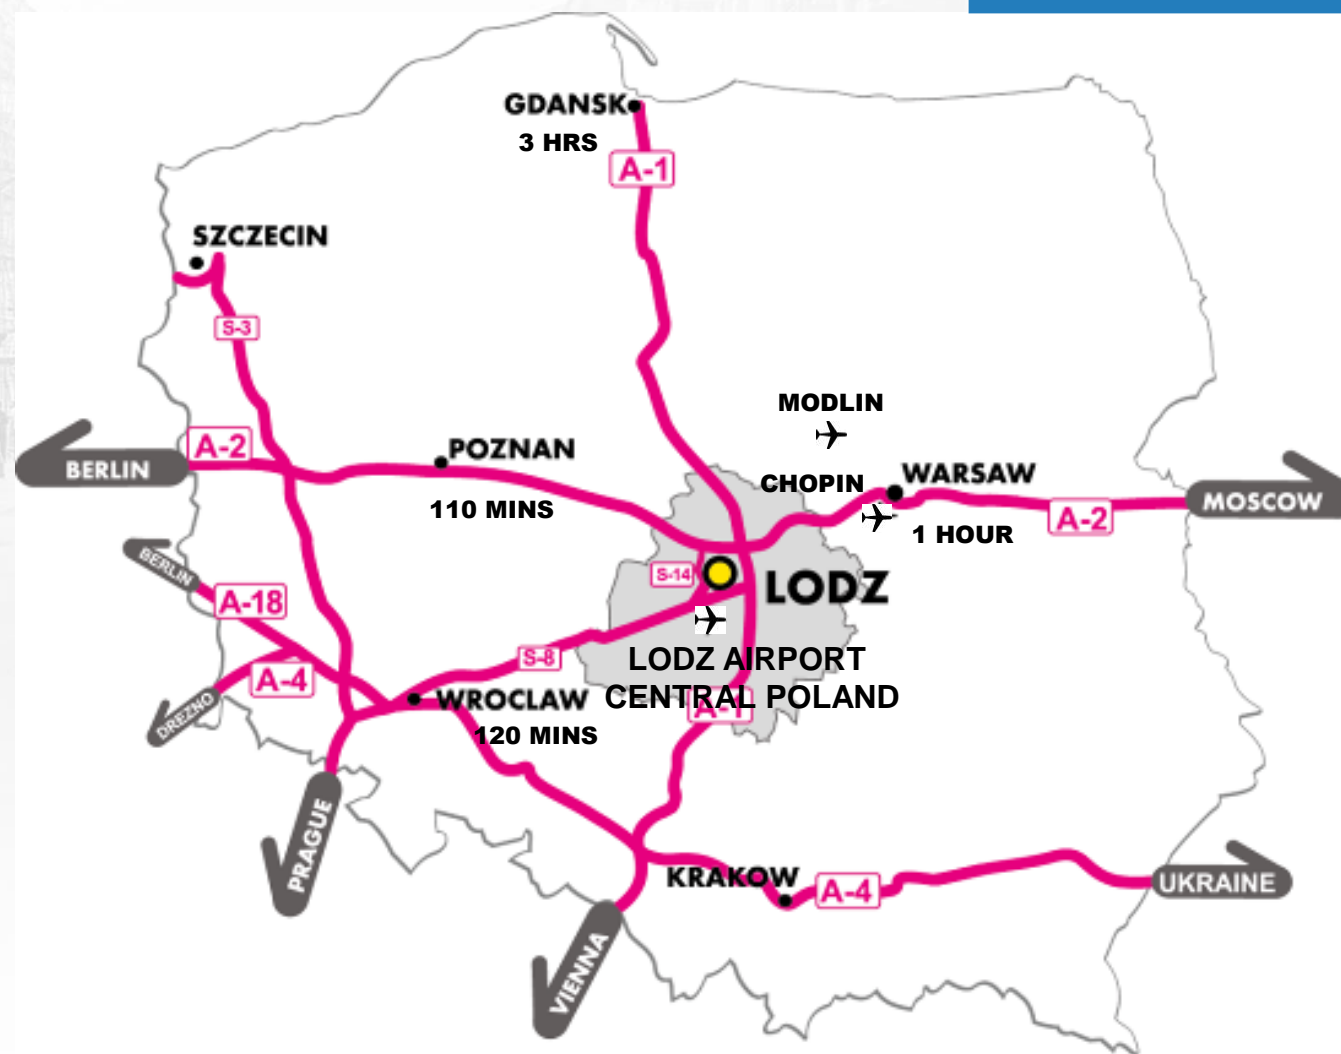 GDANSK
3 HRS
A-1
SZCZECIN
S-3
MODLIN
A-2
POZNAN
BERLIN
CHOPIN
WARSAW
MOSCOW
110 MINS
A-2
1 HOUR
BERLIN
S-14
LODZ
A-18
S-8
LODZ AIRPORT
CENTRAL POLAND
A-4
DREZNO
WROCLAW
A-1
120 MINS
PRAGUE
KRAKOW
A-4
UKRAINE
VIENNA